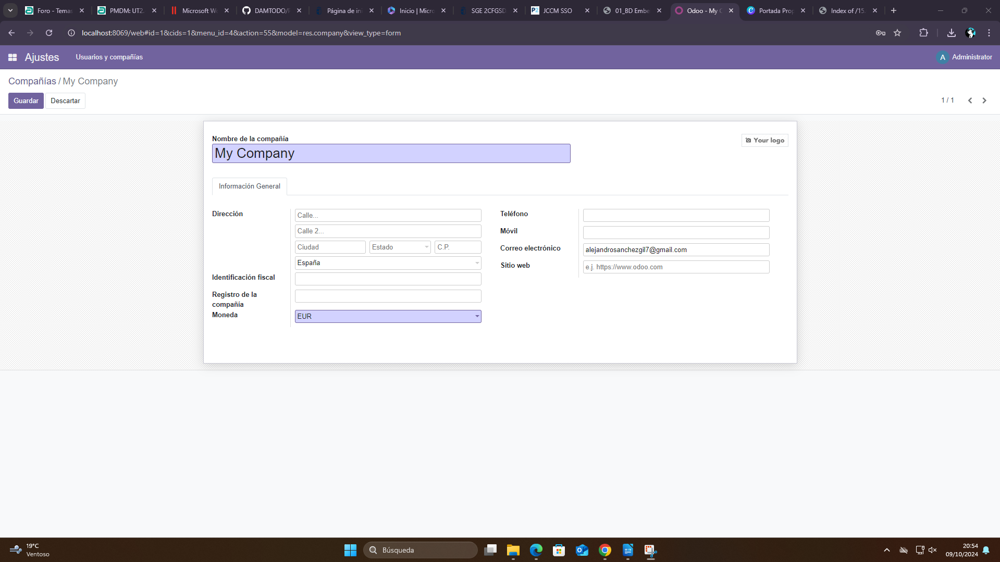 Foro - Temas
PMDM: UT2.
Microsoft Wo
DAMTODO/P
Página de ini
Inicio | Micro
SGE 2CFGSD
JCCM SSO
01_BD Embe
Odoo - My C
Portada Prop
Index of /15.
localhost:8069/web#id=1&cids=1&menu_id=4&action=55&model=res.company&view_type=form
Ajustes
Usuarios y compañías
A
Administrator
Compañías / My Company
Guardar
Descartar
1 / 1
Nombre de la compañía
My Company
Your logo
Información General
Dirección
Calle...
Calle 2...
Ciudad
Estado
C.P.
España
Identificación fiscal
Registro de la
compañía
Moneda
EUR
Teléfono
Móvil
Correo electrónico
alejandrosanchezgil7@gmail.com
Sitio web
e.j. https://www.odoo.com
19°C
Ventoso
Búsqueda
20:54
09/10/2024